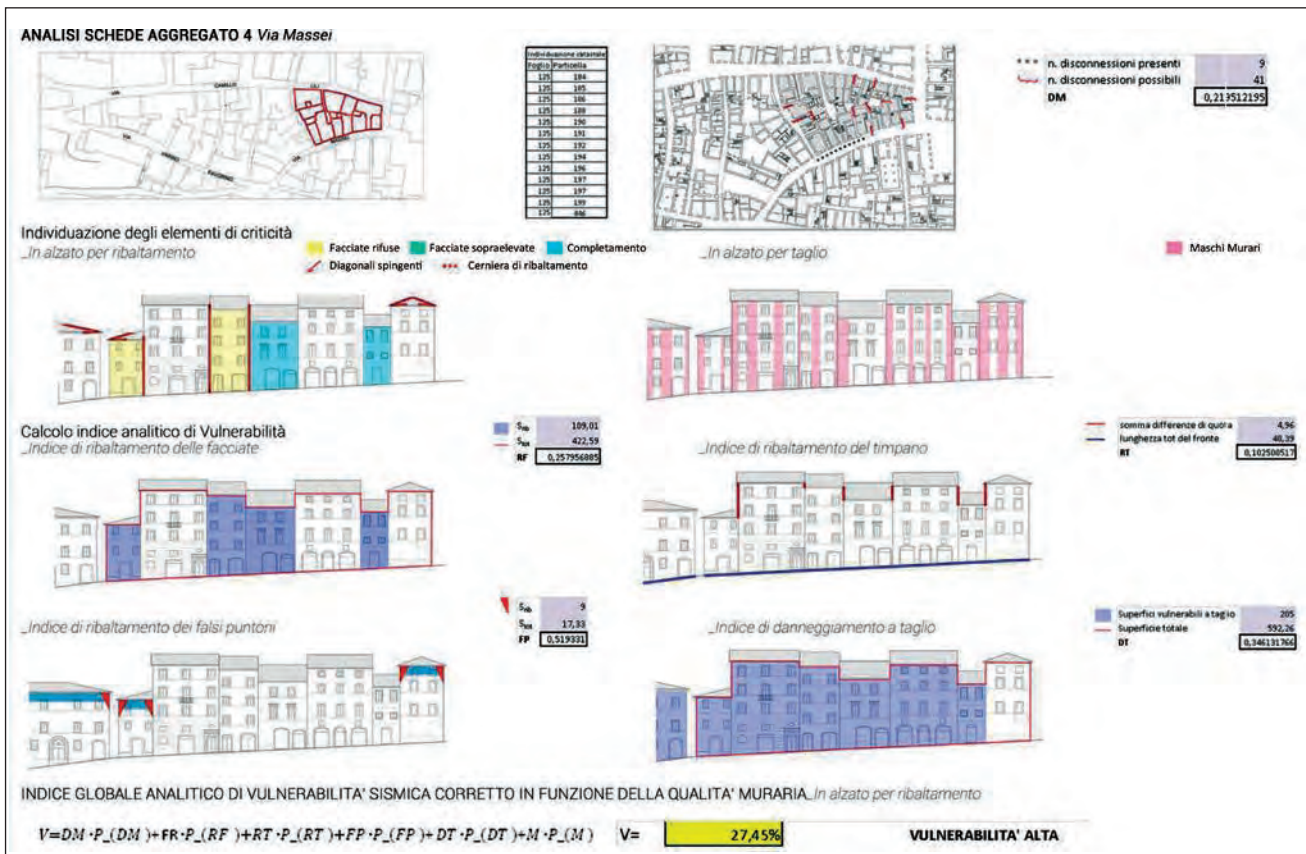 ANALISI SCHEDE AGGREGATO 4 Via Massei
Individuazione catastale
Foglio Particella
125 184
125 185
125 186
125 188
125 190
125 191
125 192
125 194
125 196
125 197
125 197
125 199
125
n. disconnessioni presenti 9
n. disconnessioni possibili 41
DM 0,219512195
VIA CAMILLO LILI
VIA
VIA
Individuazione degli elementi di criticità
_In alzato per ribaltamento
Facciate rifuse Facciate sopraelevate Completamento
Diagonali spingenti Cerniera di ribaltamento
_In alzato per taglio
Maschi Murari
Calcolo indice analitico di Vulnerabilità
_Indice di ribaltamento delle facciate
S 109,01
S 422,59
RF 0,257956885
_Indice di ribaltamento del timpano
somma differenze di quota 4,96
lunghezza tot del fronte 48,39
RT 0,102500517
_Indice di ribaltamento dei falsi puntoni
S 9
S 17,33
FP 0,519331
_Indice di danneggiamento a taglio
Superfici vulnerabili a taglio 205
Superficie totale 592,26
DT 0,346131766
INDICE GLOBALE ANALITICO DI VULNERABILITA' SISMICA CORRETTO IN FUNZIONE DELLA QUALITA' MURARIA_In alzato per ribaltamento
V=DM·P_(DM)+FR·P_(RF)+RT·P_(RT)+FP·P_(FP)+DT·P_(DT)+M·P_(M) V= 27,45% VULNERABILITA' ALTA